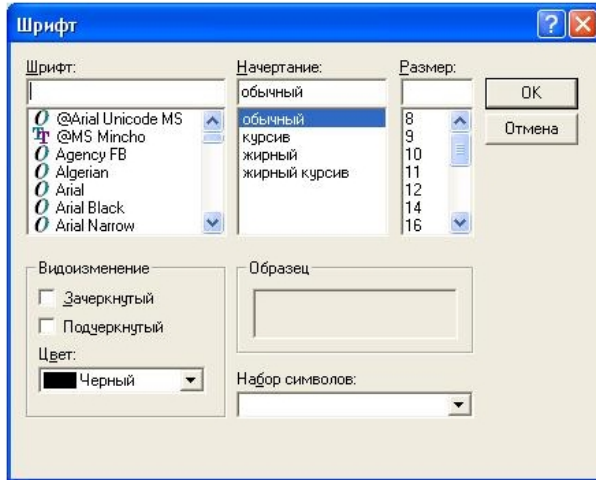 Шрифт
Шрифт:
Начертание:
Размер:
обычный
OK
@Arial Unicode MS
обычный
8
Отмена
@MS Mincho
курсив
9
Agency FB
жирный
10
Algerian
жирный курсив
11
Arial
12
Arial Black
14
Arial Narrow
16
Видоизменение
Образец
Зачеркнутый
Подчеркнутый
Цвет:
Черный
Набор символов: